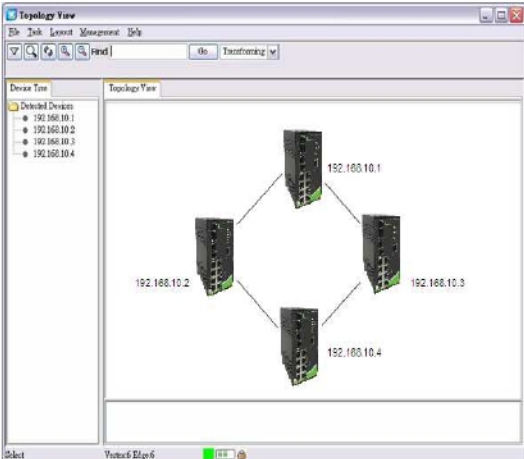 Topology View
File Task Layout Management Help
Find Go Transforming
Device Tree
Topology View
Detected Devices
192.168.10.1
192.168.10.2
192.168.10.3
192.168.10.4
192.168.10.1
192.168.10.2
192.168.10.3
192.168.10.4
Select Vertex:6 Edge:6